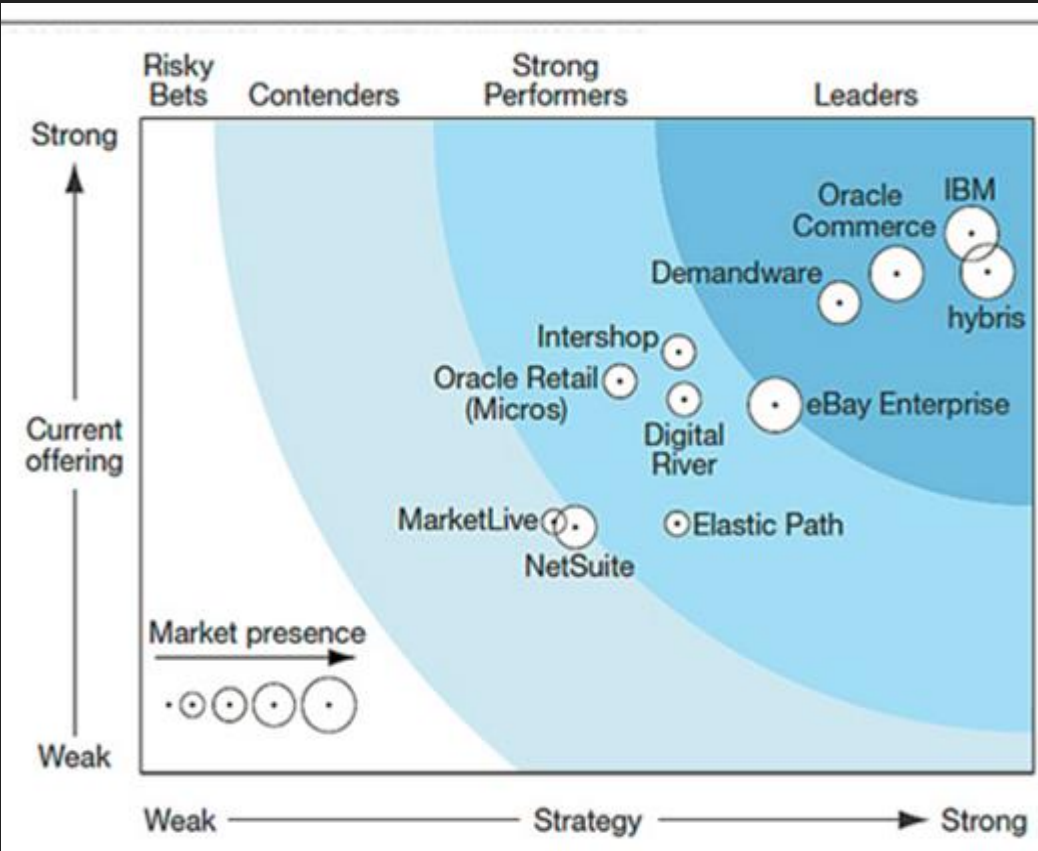 Risky
Bets
Contenders
Strong
Performers
Leaders
Strong
Current
offering
Weak
Oracle
Commerce
IBM
Demandware
hybris
Intershop
Oracle Retail
(Micros)
Digital
River
eBay Enterprise
MarketLive
NetSuite
Elastic Path
Market presence
Weak
Strategy
Strong